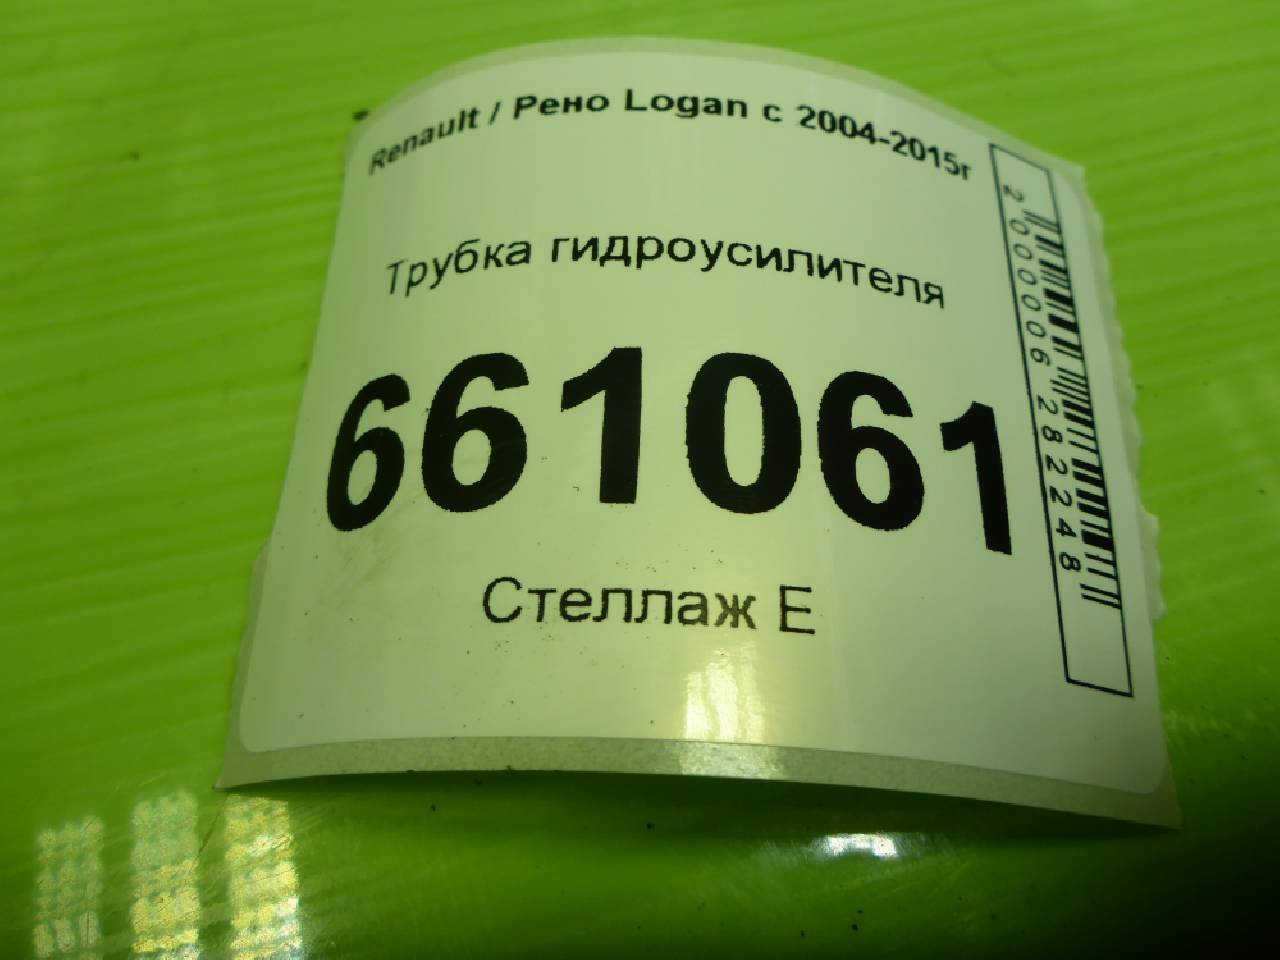 Renault / Рено Logan с 2004-2015г
Трубка гидроусилителя
661061
Стеллаж Е
2000006282248